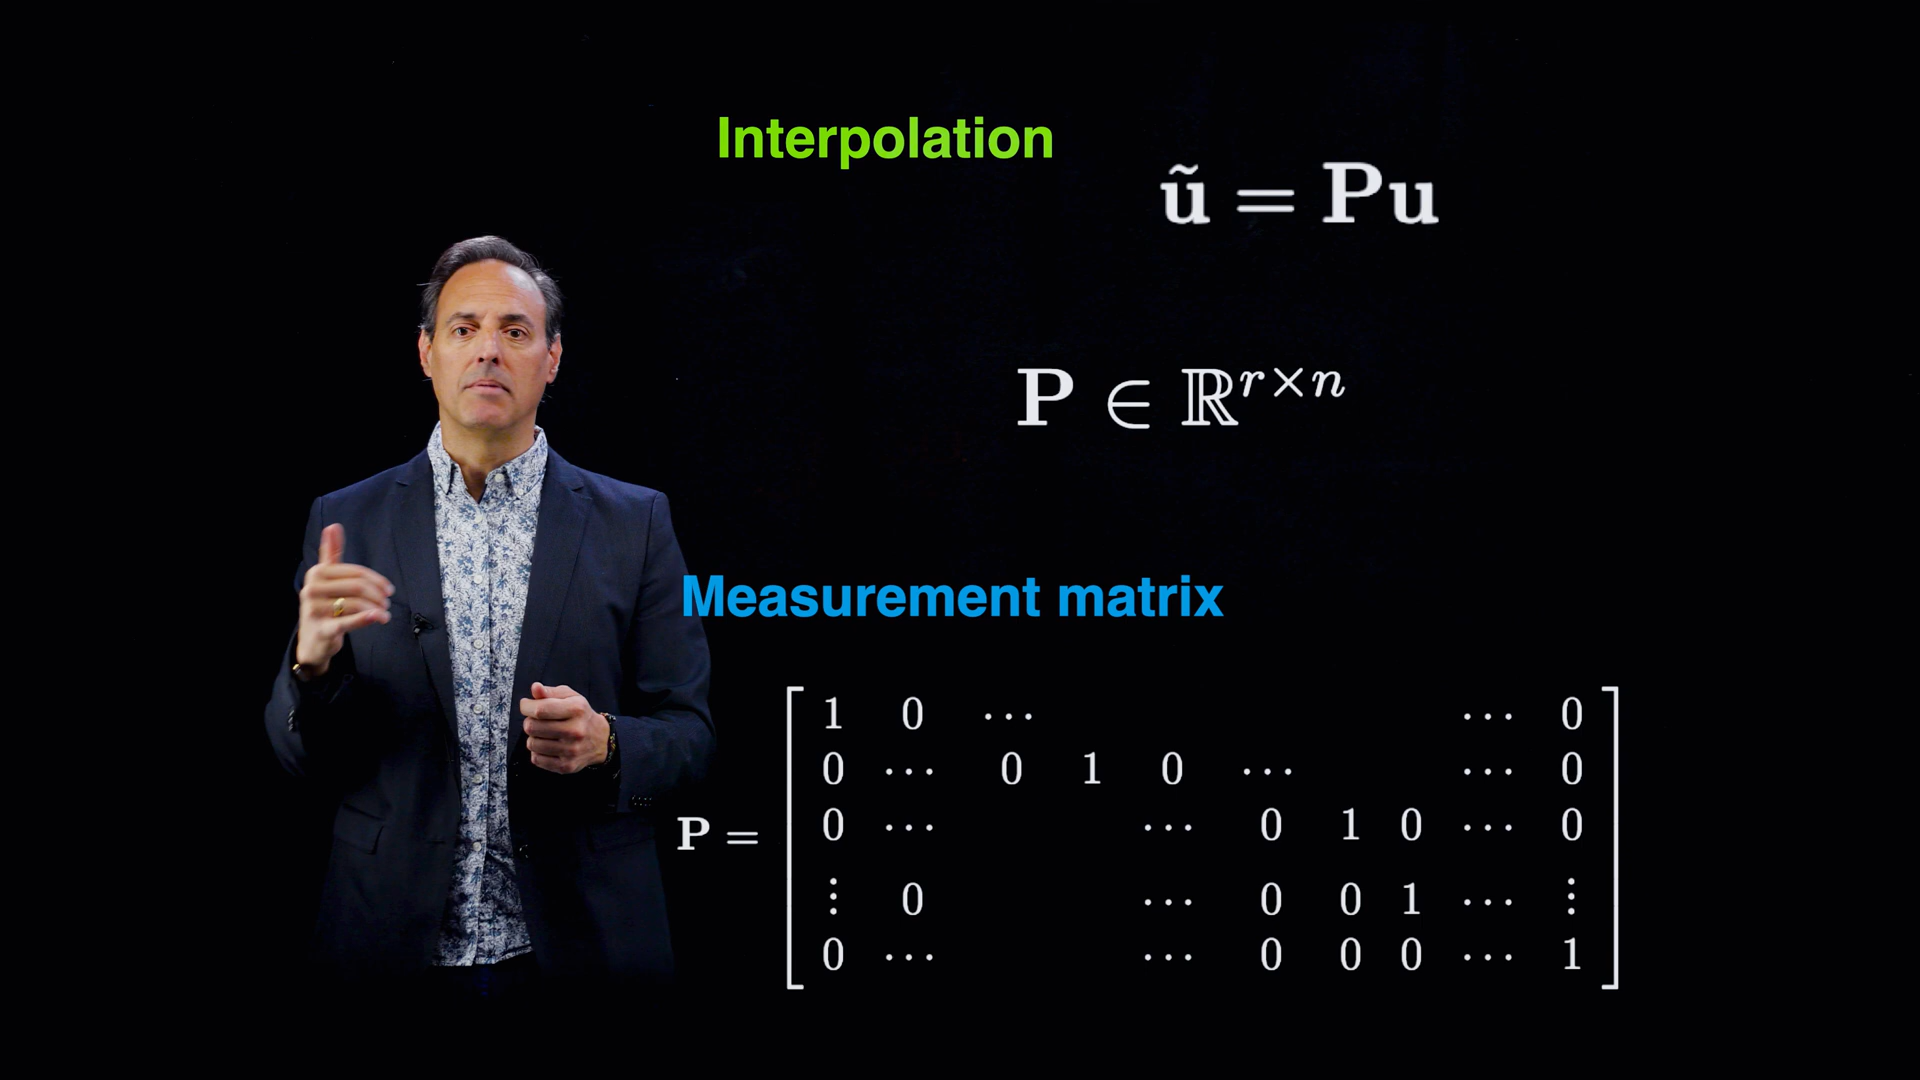 Interpolation
ũ = Pu
P ∈ ℝ^{r×n}
Measurement matrix
P =
1 0 ⋯ ⋯ 0
0 ⋯ 0 1 0 ⋯ ⋯ 0
0 ⋯ ⋯ 0 1 0 ⋯ 0
⋮ 0 ⋯ 0 0 1 ⋯ ⋮
0 ⋯ ⋯ 0 0 0 ⋯ 1